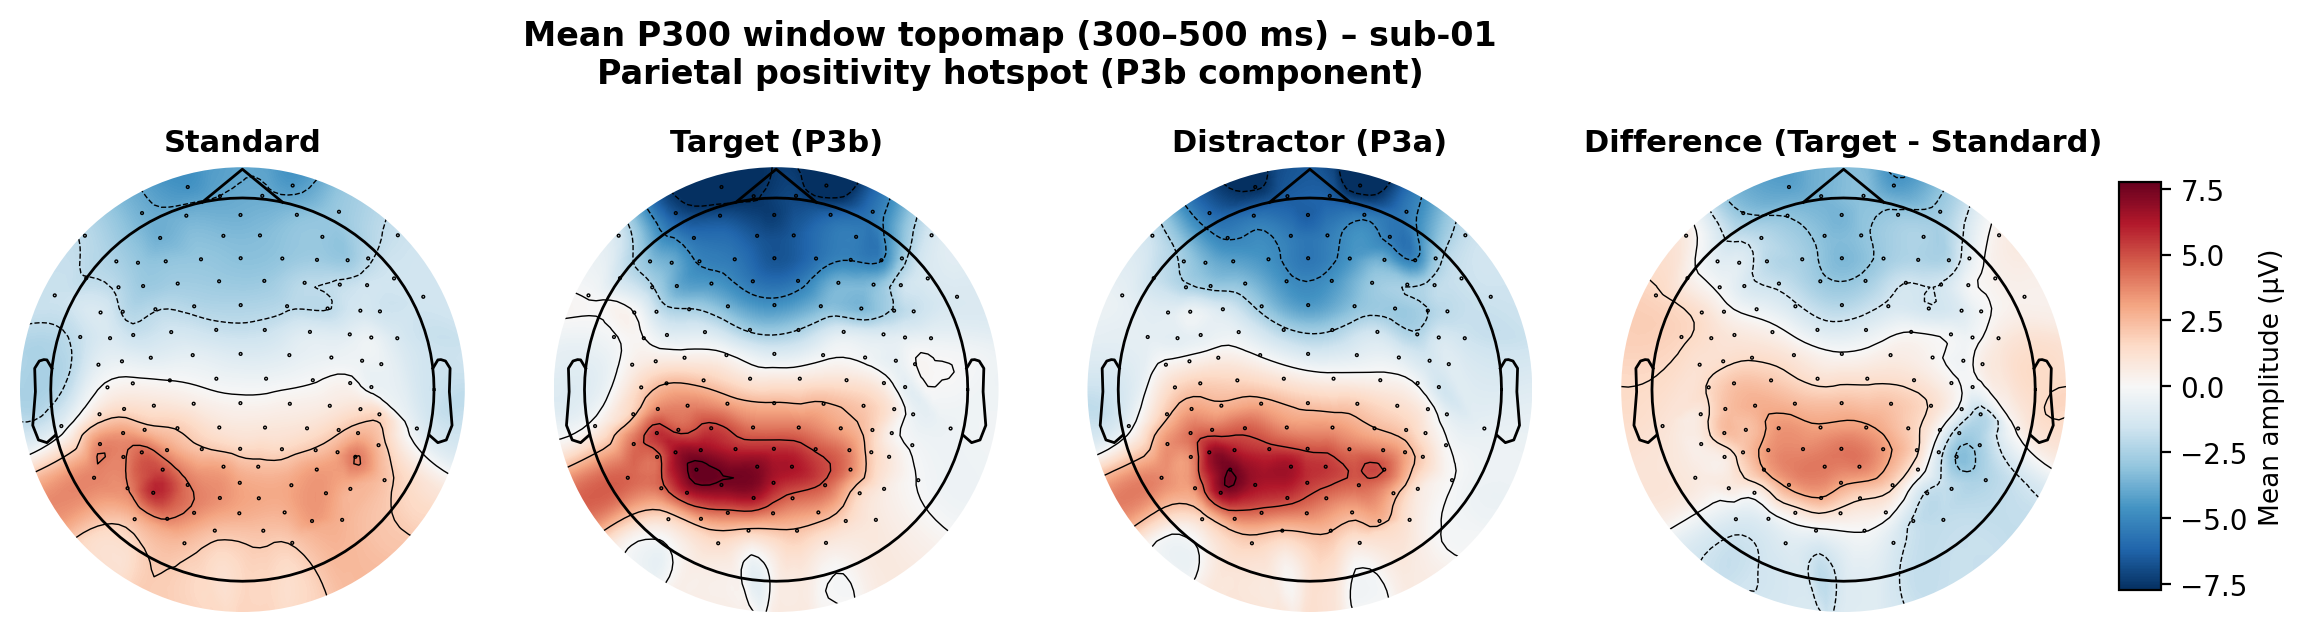 Mean P300 window topomap (300–500 ms) – sub-01
Parietal positivity hotspot (P3b component)
Standard
Target (P3b)
Distractor (P3a)
Difference (Target - Standard)
7.5
5.0
2.5
0.0
−2.5
−5.0
−7.5
Mean amplitude (µV)